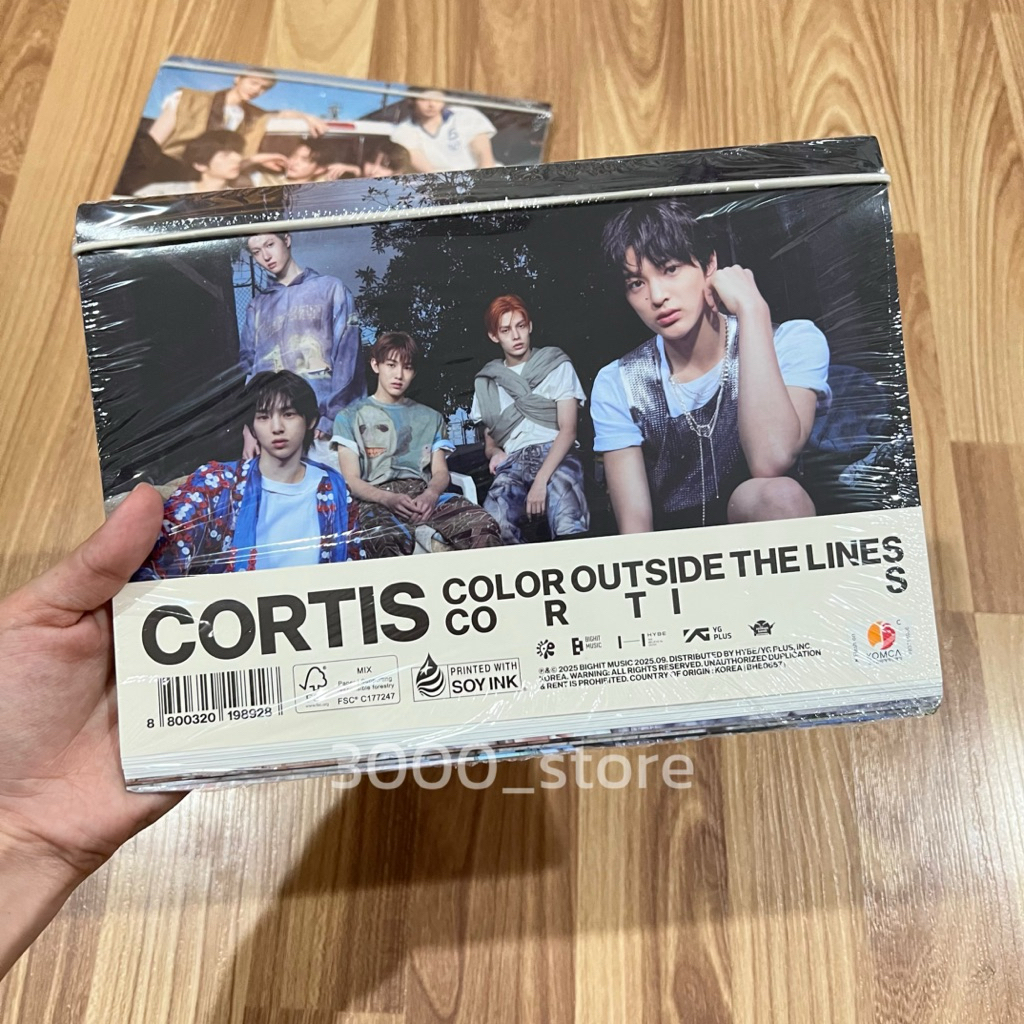 CORTIS
COLOR OUTSIDE THE LINES
CO R T I S
BIGHIT
MUSIC
HYBE
YG
PLUS
℗&© 2025 BIGHIT MUSIC 2025.09. DISTRIBUTED BY HYBE/YG PLUS, INC.
KOREA. WARNING: ALL RIGHTS RESERVED. UNAUTHORIZED DUPLICATION
& RENT IS PROHIBITED. COUNTRY OF ORIGIN : KOREA
KOMCA
8 800320 198928
FSC
MIX
FSC® C177247
PRINTED WITH
SOY INK
3000_store